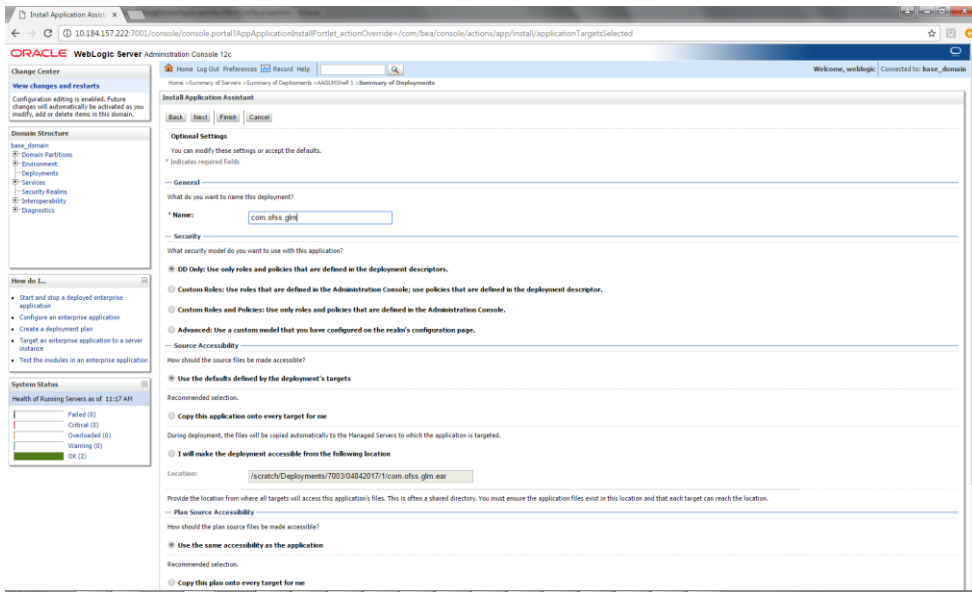 Install Application Assist
10.184.157.222:7001/console/console.portal?AppApplicationInstallPortlet_actionOverride=/com/bea/console/actions/app/install/applicationTargetsSelected
ORACLE WebLogic Server Administration Console 12c
Change Center
View changes and restarts
Configuration editing is enabled. Future
changes will automatically be activated as you
modify, add or delete items in this domain.
Domain Structure
base_domain
Domain Partitions
Environment
Deployments
Services
Security Realms
Interoperability
Diagnostics
How do I...
Start and stop a deployed enterprise
application
Configure an enterprise application
Create a deployment plan
Target an enterprise application to a server
instance
Test the modules in an enterprise application
System Status
Health of Running Servers as of 11:17 AM
Failed (0)
Critical (0)
Overloaded (0)
Warning (0)
OK (2)
Home Log Out Preferences Record Help
Welcome, weblogic Connected to: base_domain
Home >Summary of Servers >Summary of Deployments >AAGLMShell-1 >Summary of Deployments
Install Application Assistant
Back Next Finish Cancel
Optional Settings
You can modify these settings or accept the defaults.
* Indicates required fields
General
What do you want to name this deployment?
* Name: com.ofss.glm
Security
What security model do you want to use with this application?
DD Only: Use only roles and policies that are defined in the deployment descriptors.
Custom Roles: Use roles that are defined in the Administration Console; use policies that are defined in the deployment descriptor.
Custom Roles and Policies: Use only roles and policies that are defined in the Administration Console.
Advanced: Use a custom model that you have configured on the realm's configuration page.
Source Accessibility
How should the source files be made accessible?
Use the defaults defined by the deployment's targets
Recommended selection.
Copy this application onto every target for me
During deployment, the files will be copied automatically to the Managed Servers to which the application is targeted.
I will make the deployment accessible from the following location
Location: /scratch/Deployments/7003/04042017/1/com.ofss.glm.ear
Provide the location from where all targets will access this application's files. This is often a shared directory. You must ensure the application files exist in this location and that each target can reach the location.
Plan Source Accessibility
How should the plan source files be made accessible?
Use the same accessibility as the application
Recommended selection.
Copy this plan onto every target for me